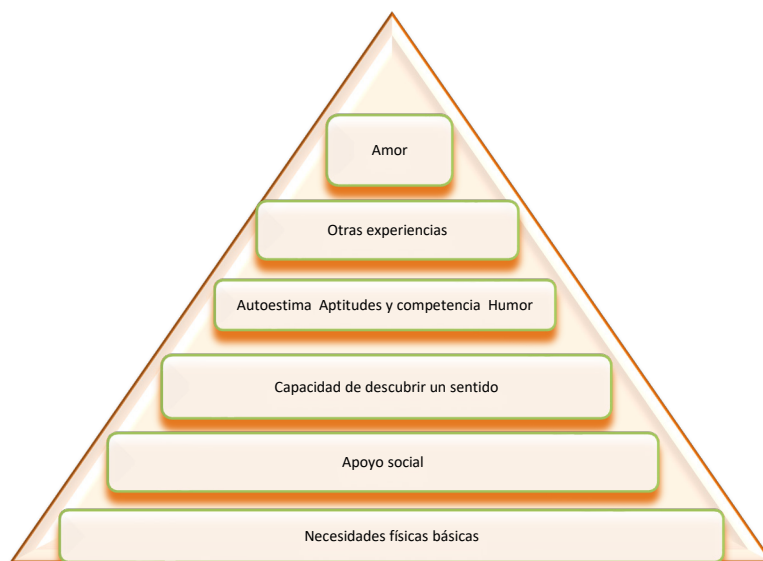 Amor
Otras experiencias
Autoestima Aptitudes y competencia Humor
Capacidad de descubrir un sentido
Apoyo social
Necesidades físicas básicas